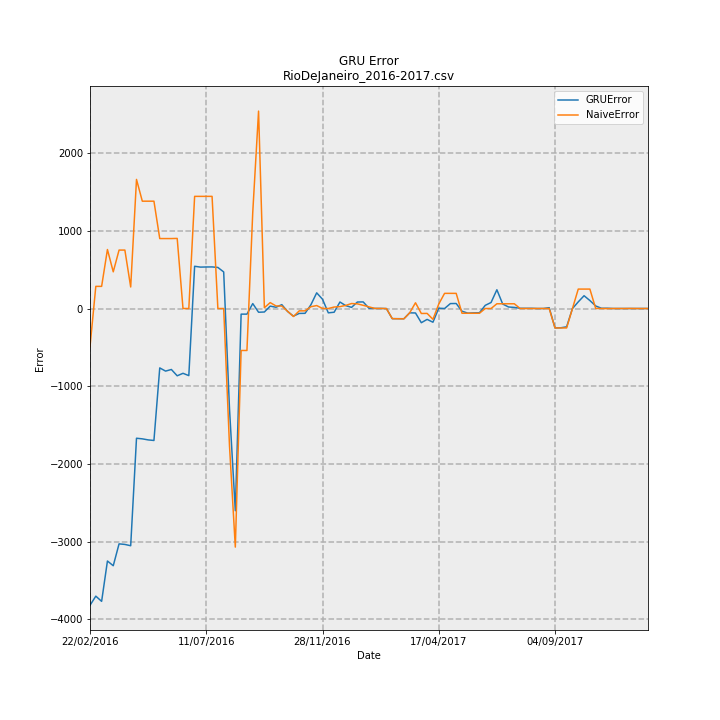 GRU Error
RioDeJaneiro_2016-2017.csv
GRUError
NaiveError
2000
1000
0
−1000
−2000
−3000
−4000
Error
22/02/2016
11/07/2016
28/11/2016
17/04/2017
04/09/2017
Date